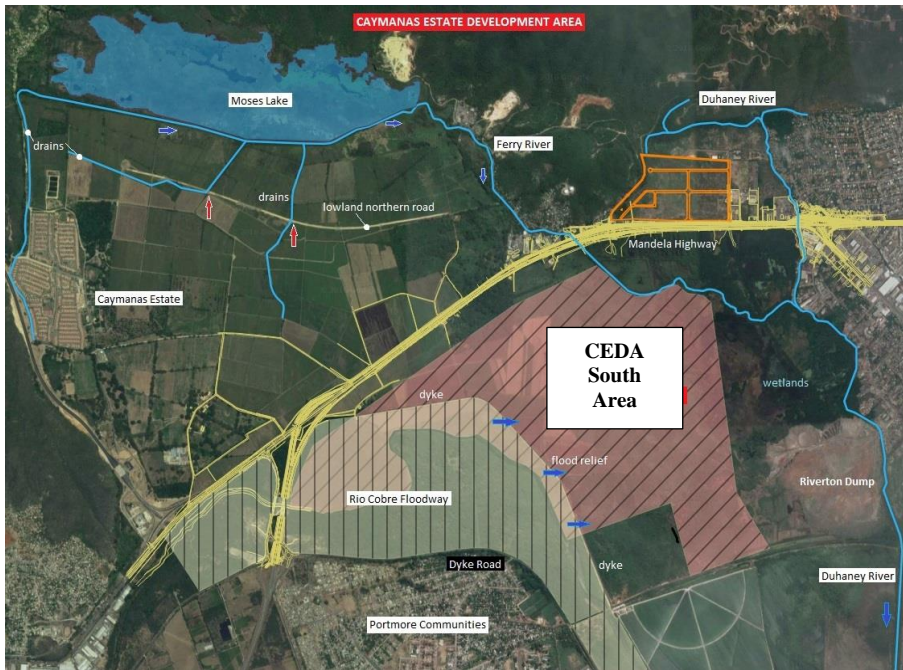 CAYMANAS ESTATE DEVELOPMENT AREA
Moses Lake
Duhaney River
drains
Ferry River
drains
lowland northern road
Mandela Highway
Caymanas Estate
CEDA
South
Area
dyke
wetlands
flood relief
Riverton Dump
Rio Cobre Floodway
Dyke Road
dyke
Duhaney River
Portmore Communities